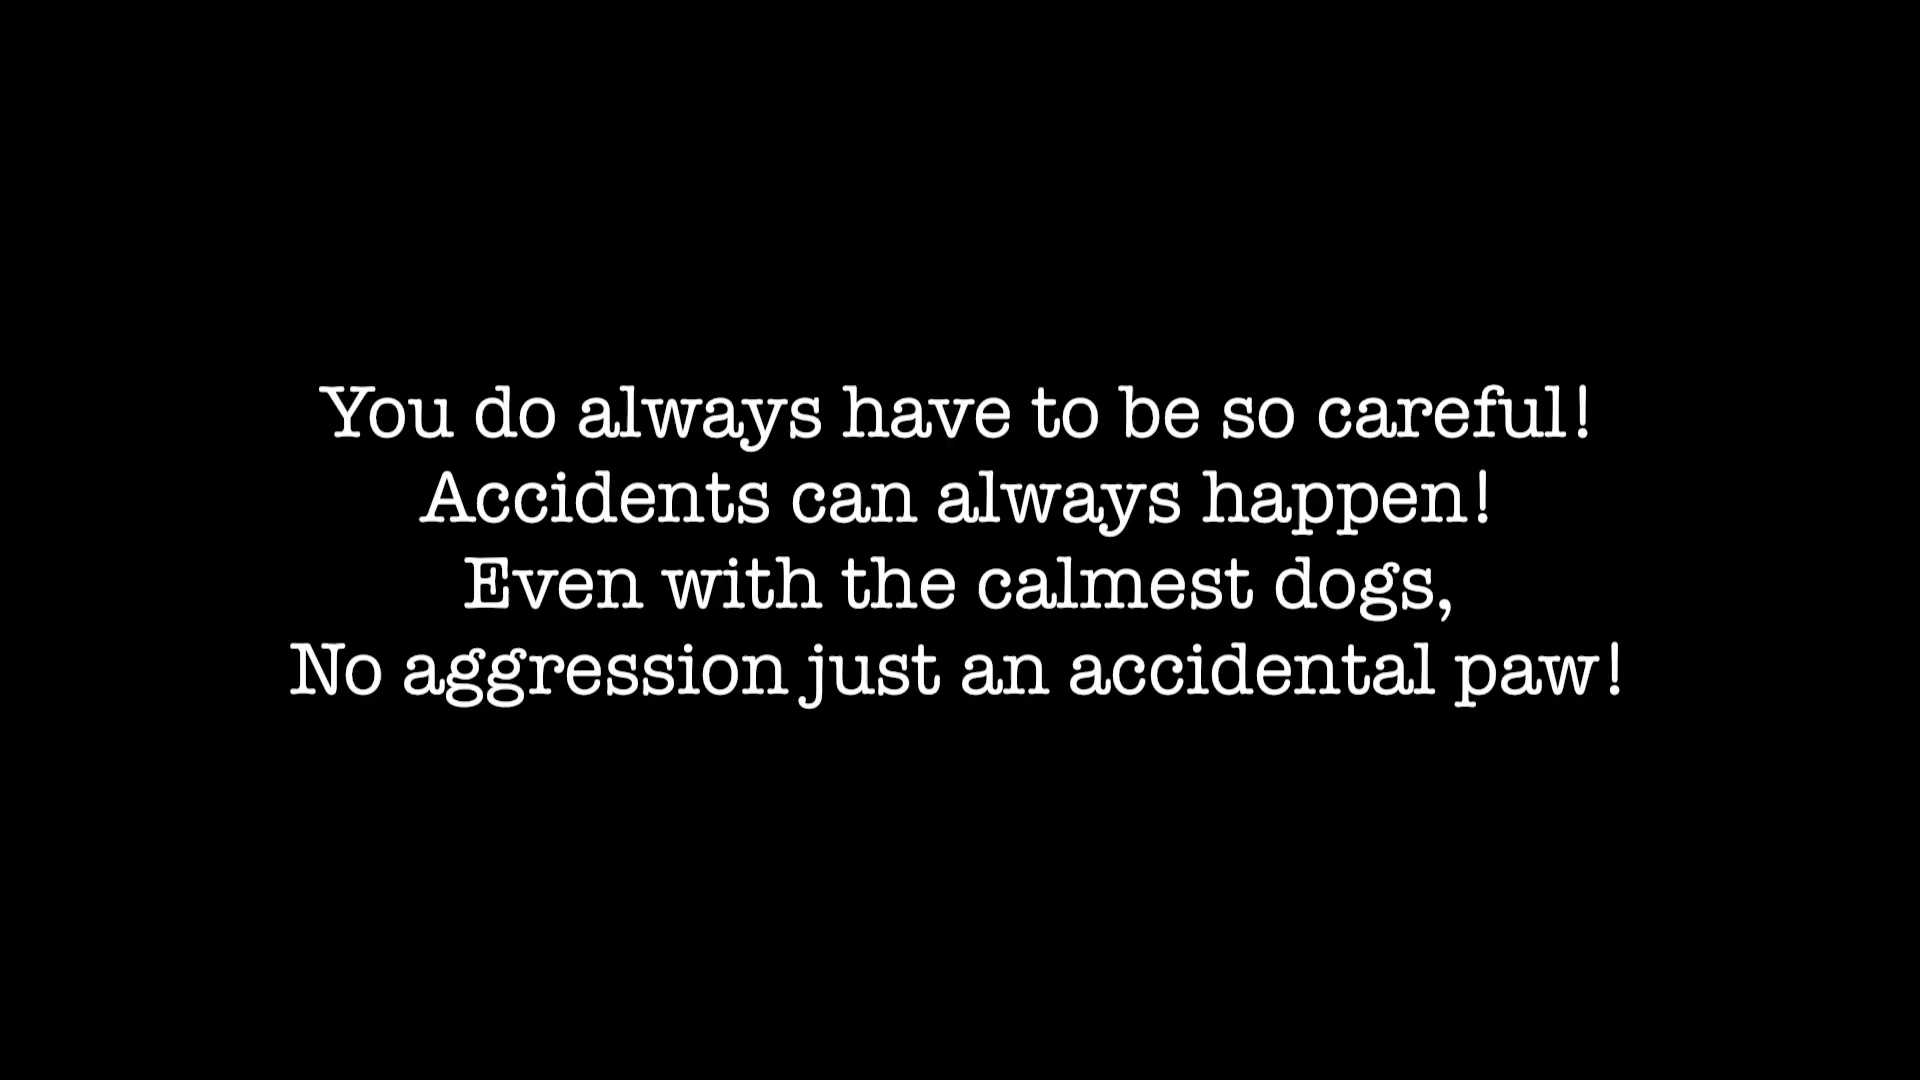 You do always have to be so careful!
Accidents can always happen!
Even with the calmest dogs,
No aggression just an accidental paw!